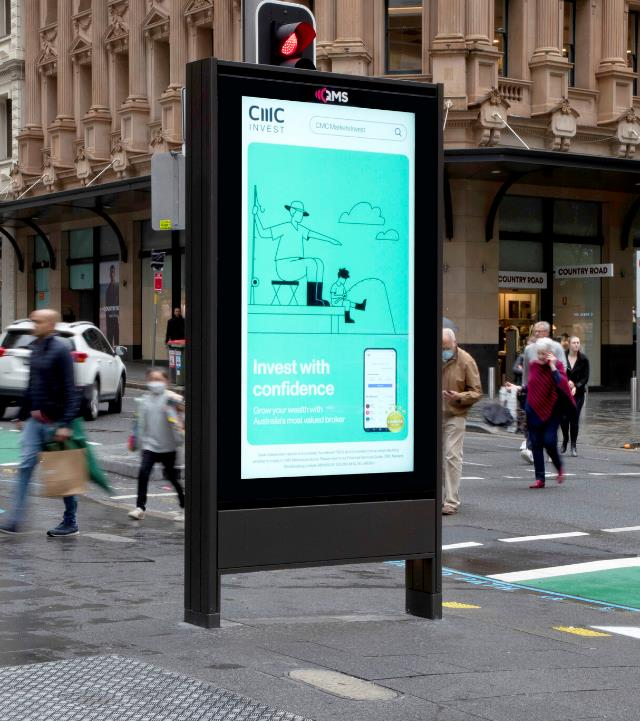 QMS
CMC
INVEST
CMC Markets Invest
Invest with
confidence
Grow your wealth with
Australia's most valued broker
COUNTRY ROAD
COUNTRY ROAD